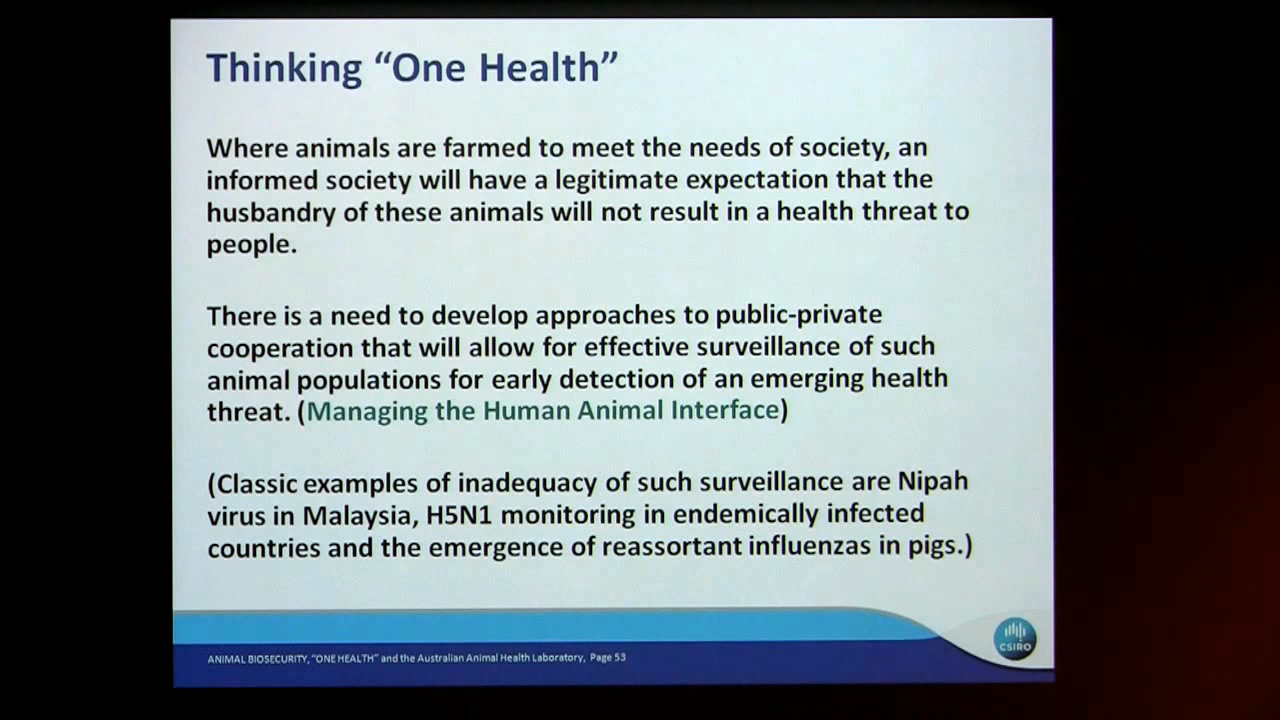 Thinking “One Health”
Where animals are farmed to meet the needs of society, an
informed society will have a legitimate expectation that the
husbandry of these animals will not result in a health threat to
people.
There is a need to develop approaches to public-private
cooperation that will allow for effective surveillance of such
animal populations for early detection of an emerging health
threat. (Managing the Human Animal Interface)
(Classic examples of inadequacy of such surveillance are Nipah
virus in Malaysia, H5N1 monitoring in endemically infected
countries and the emergence of reassortant influenzas in pigs.)
ANIMAL BIOSECURITY, “ONE HEALTH” and the Australian Animal Health Laboratory, Page 53
CSIRO